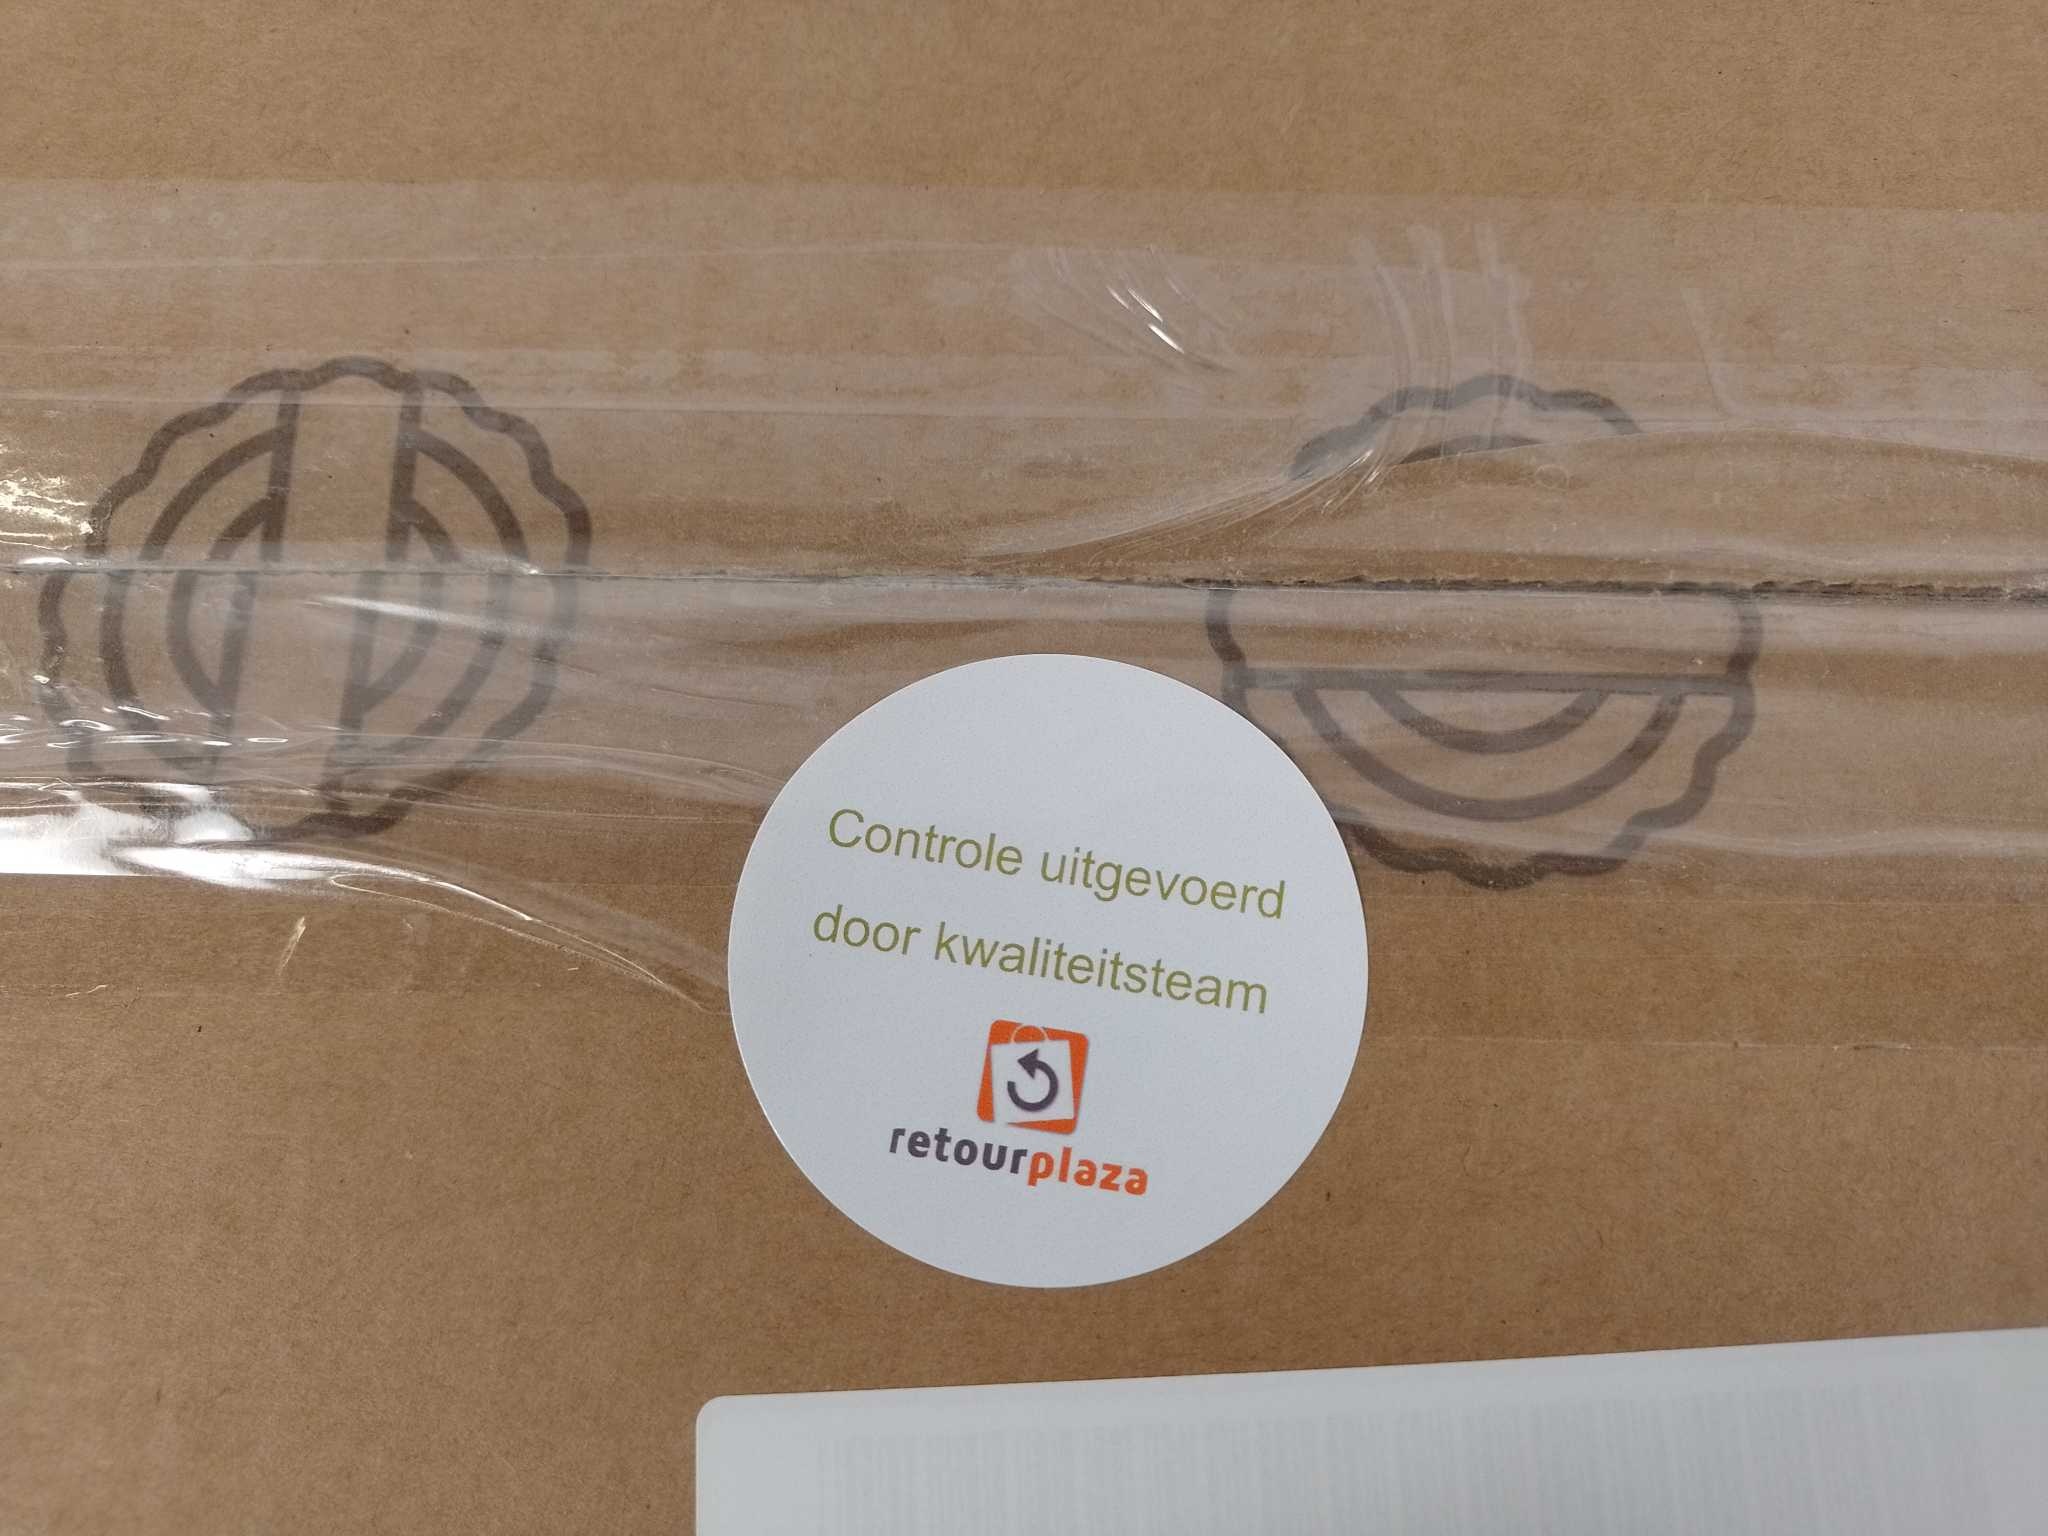 Controle uitgevoerd
door kwaliteitsteam
retourplaza